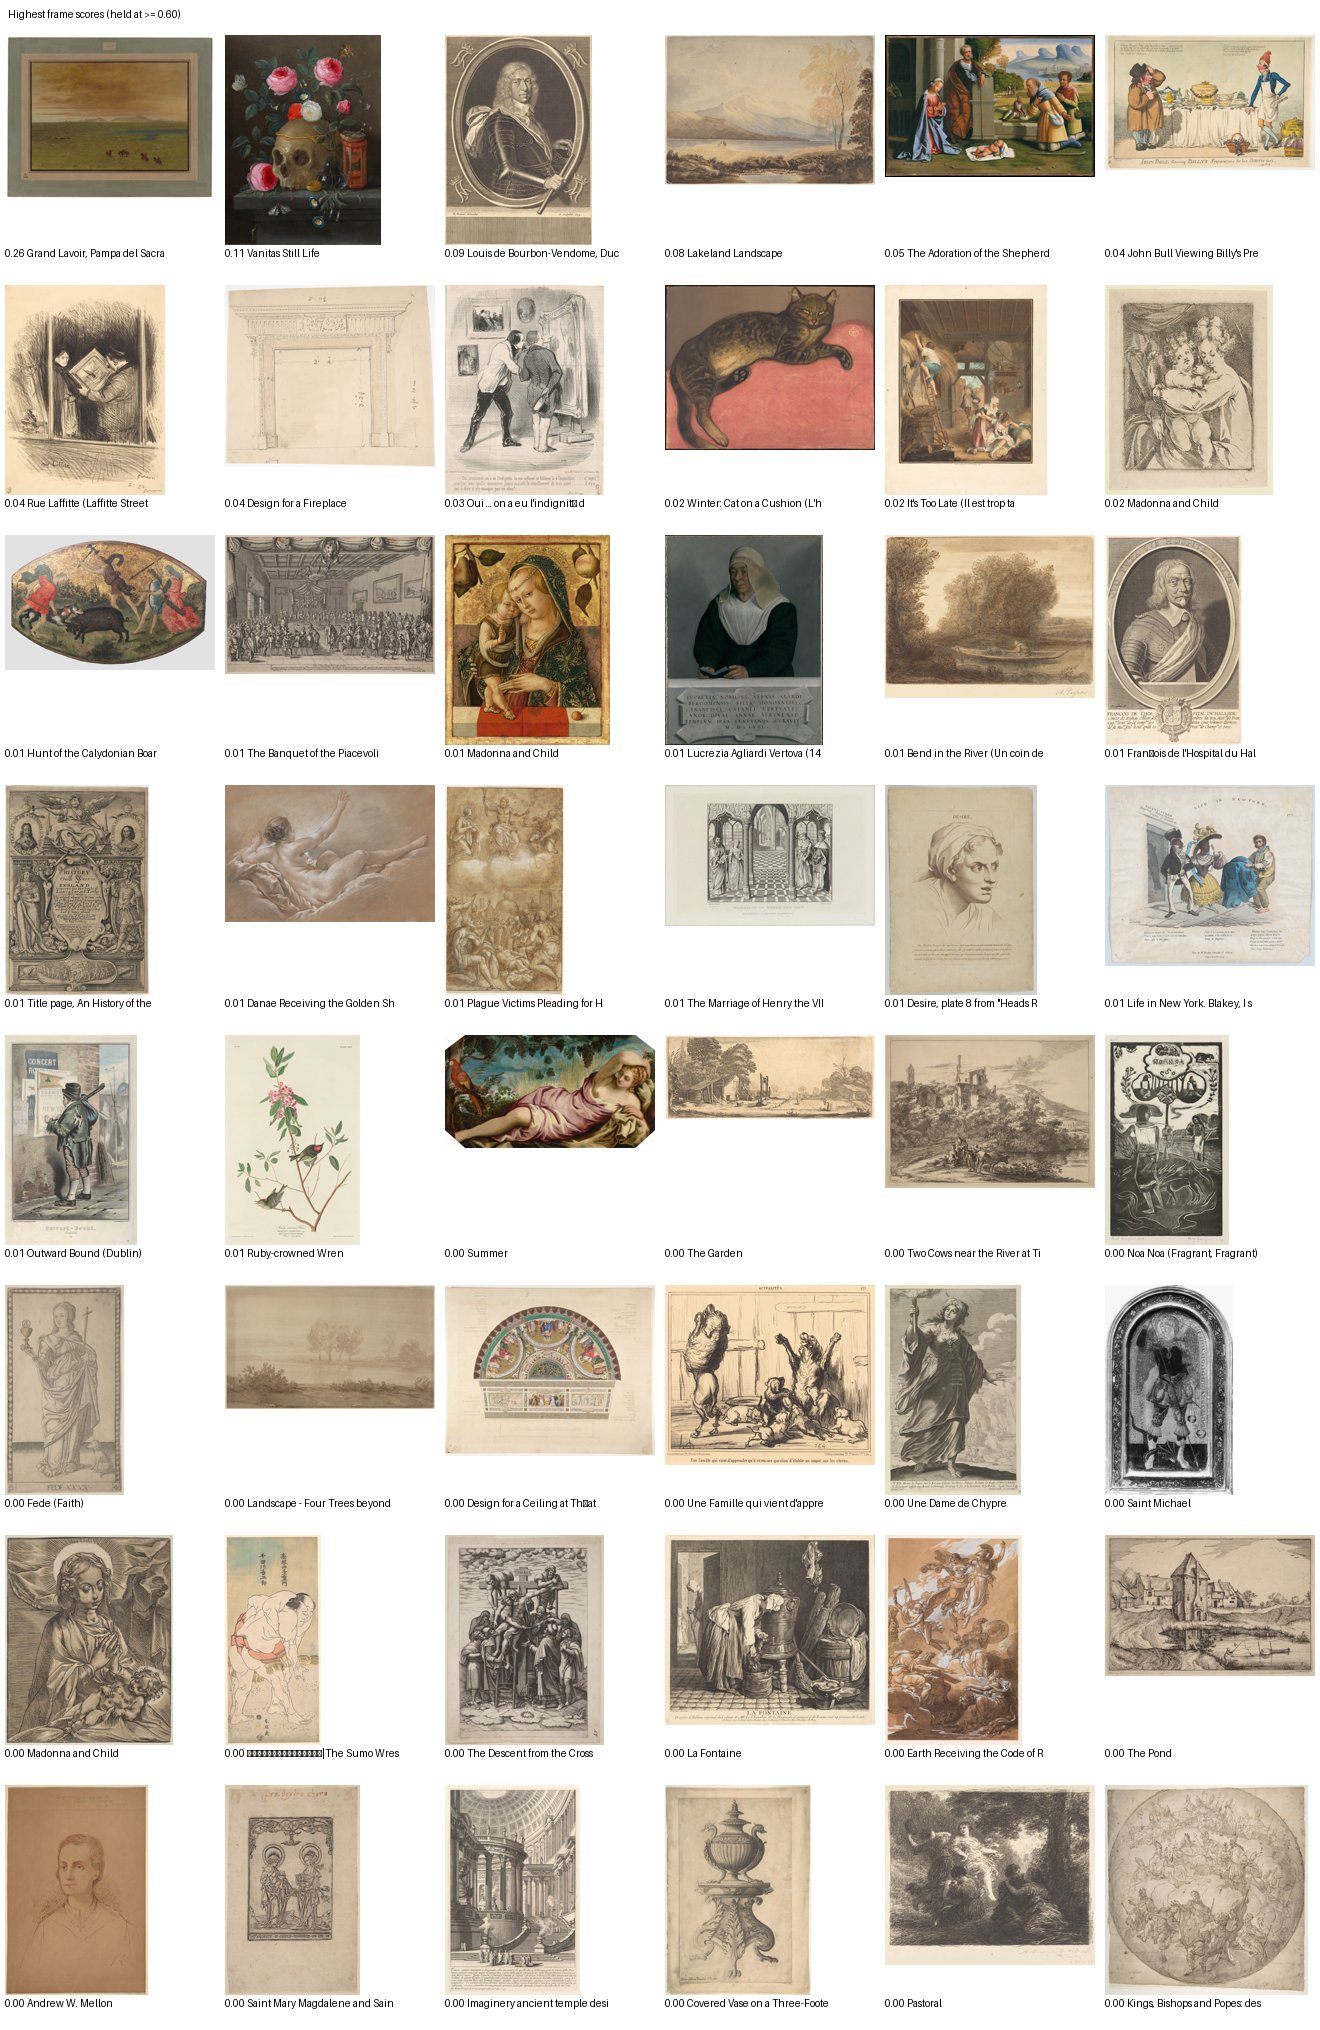 Highest frame scores (held at >= 0.60)
0.26 Grand Lavoir, Pampa del Sacra
0.11 Vanitas Still Life
0.09 Louis de Bourbon-Vendome, Duc
0.08 Lakeland Landscape
0.05 The Adoration of the Shepherd
0.04 John Bull Viewing Billy's Pre
0.04 Rue Laffitte (Laffitte Street
0.04 Design for a Fireplace
0.03 Oui ... on a eu l'indignit d
0.02 Winter: Cat on a Cushion (L'h
0.02 It's Too Late (Il est trop ta
0.02 Madonna and Child
0.01 Hunt of the Calydonian Boar
0.01 The Banquet of the Piacevoli
0.01 Madonna and Child
0.01 Lucrezia Agliardi Vertova (14
0.01 Bend in the River (Un coin de
0.01 Fran ois de l'Hospital du Hal
DESIRE.
LIFE IN NEW YORK.
0.01 Title page, An History of the
0.01 Danae Receiving the Golden Sh
0.01 Plague Victims Pleading for H
0.01 The Marriage of Henry the VII
0.01 Desire, plate 8 from "Heads R
0.01 Life in New York. Blakey, I s
CONCERT
0.01 Outward Bound (Dublin)
0.01 Ruby-crowned Wren
0.00 Summer
0.00 The Garden
0.00 Two Cows near the River at Ti
0.00 Noa Noa (Fragrant, Fragrant)
0.00 Fede (Faith)
0.00 Landscape - Four Trees beyond
0.00 Design for a Ceiling at Th at
0.00 Une Famille qui vient d'appre
0.00 Une Dame de Chypre
0.00 Saint Michael
LA FONTAINE
0.00 Madonna and Child
0.00 |The Sumo Wres
0.00 The Descent from the Cross
0.00 La Fontaine
0.00 Earth Receiving the Code of R
0.00 The Pond
0.00 Andrew W. Mellon
0.00 Saint Mary Magdalene and Sain
0.00 Imaginary ancient temple desi
0.00 Covered Vase on a Three-Foote
0.00 Pastoral
0.00 Kings, Bishops and Popes: des